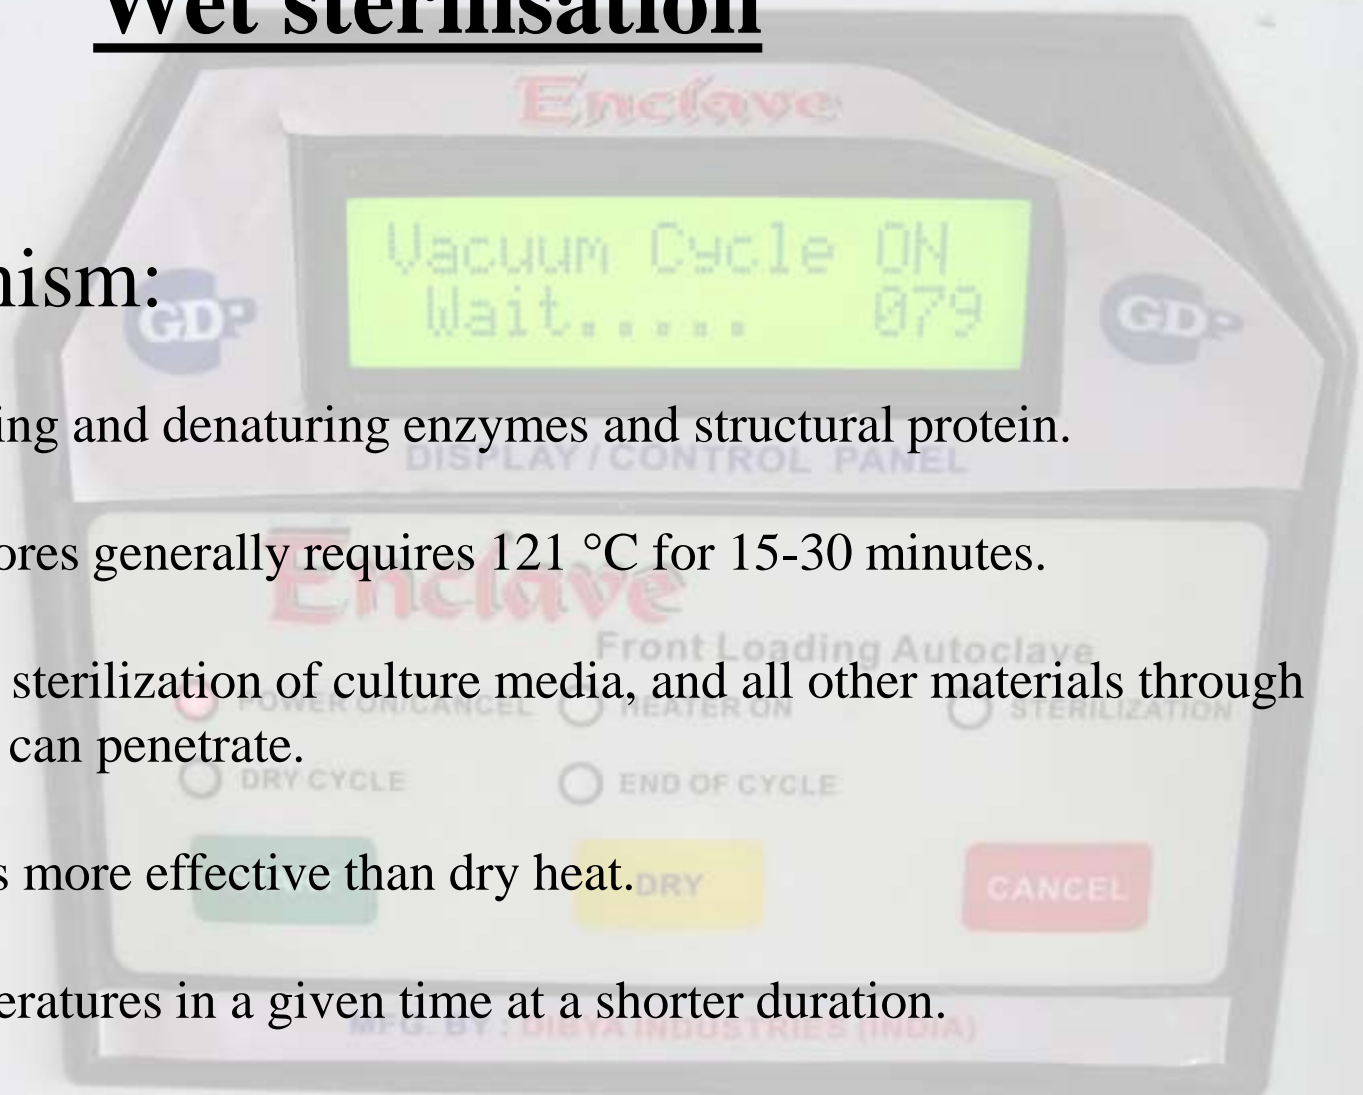 Wet sterilisation
Enclave
Vacuum Cycle ON
Wait..... 079
nism:
GDP
GDP
ing and denaturing enzymes and structural protein.
DISPLAY / CONTROL PANEL
ores generally requires 121 °C for 15-30 minutes.
Enclave
Front Loading Autoclave
sterilization of culture media, and all other materials through
POWER ON/CANCEL HEATER ON STERILIZATION
can penetrate.
DRY CYCLE END OF CYCLE
s more effective than dry heat.
DRY CANCEL
eratures in a given time at a shorter duration.
MFG. BY : DIBYA INDUSTRIES (INDIA)